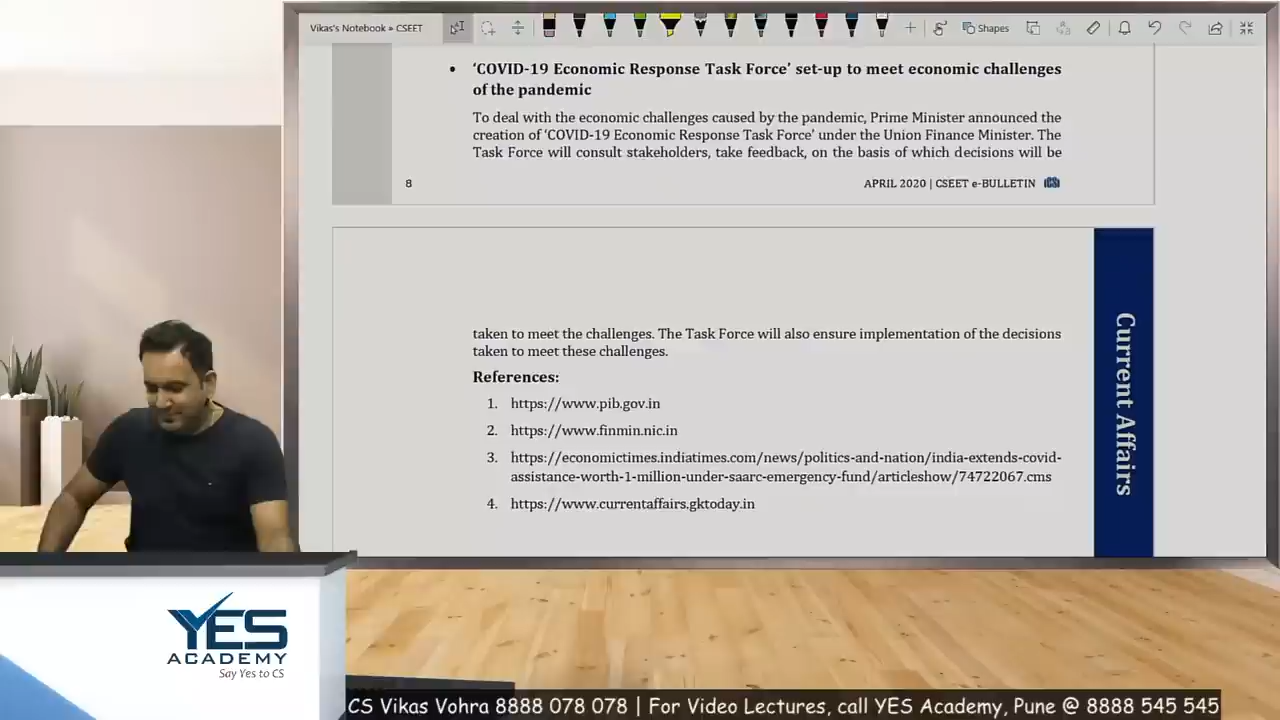 Vikas's Notebook » CSEET
Shapes
• ‘COVID-19 Economic Response Task Force’ set-up to meet economic challenges
of the pandemic
To deal with the economic challenges caused by the pandemic, Prime Minister announced the
creation of ‘COVID-19 Economic Response Task Force’ under the Union Finance Minister. The
Task Force will consult stakeholders, take feedback, on the basis of which decisions will be
8
APRIL 2020 | CSEET e-BULLETIN ICSI
Current Affairs
taken to meet the challenges. The Task Force will also ensure implementation of the decisions
taken to meet these challenges.
References:
1. https://www.pib.gov.in
2. https://www.finmin.nic.in
3. https://economictimes.indiatimes.com/news/politics-and-nation/india-extends-covid-
assistance-worth-1-million-under-saarc-emergency-fund/articleshow/74722067.cms
4. https://www.currentaffairs.gktoday.in
YES
ACADEMY
Say Yes to CS
CS Vikas Vohra 8888 078 078 | For Video Lectures, call YES Academy, Pune @ 8888 545 545